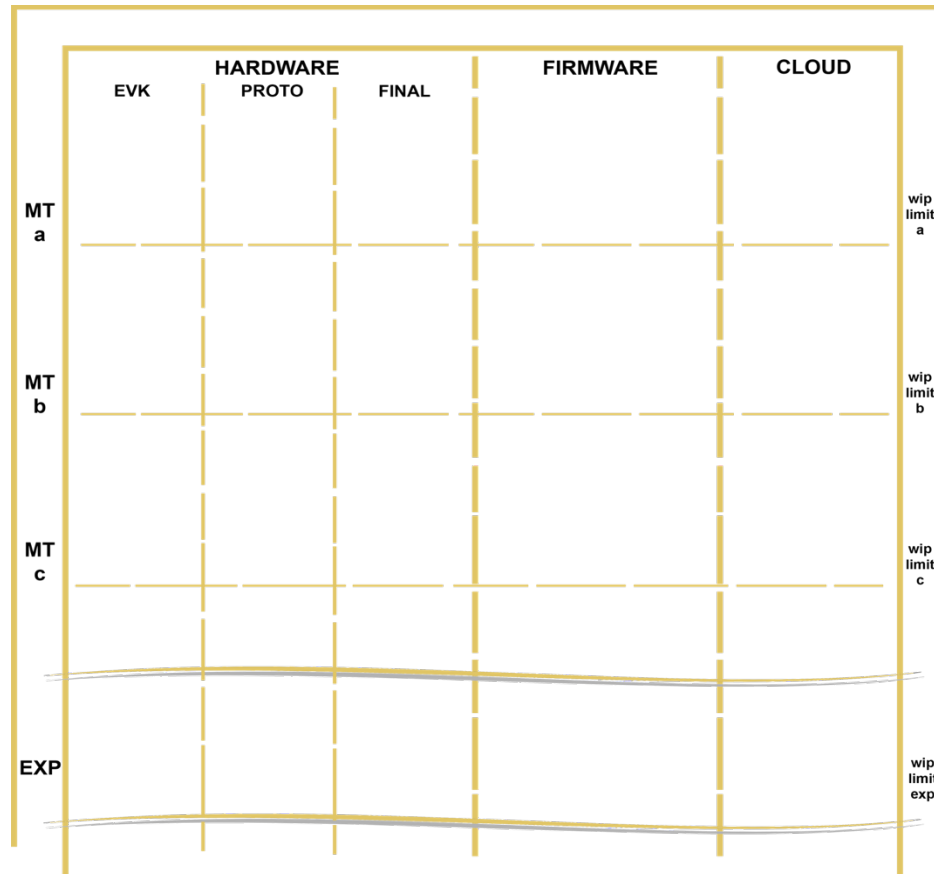 HARDWARE FIRMWARE CLOUD
EVK PROTO FINAL
MT
a
wip
limit
a
MT
b
wip
limit
b
MT
c
wip
limit
c
EXP
wip
limit
exp